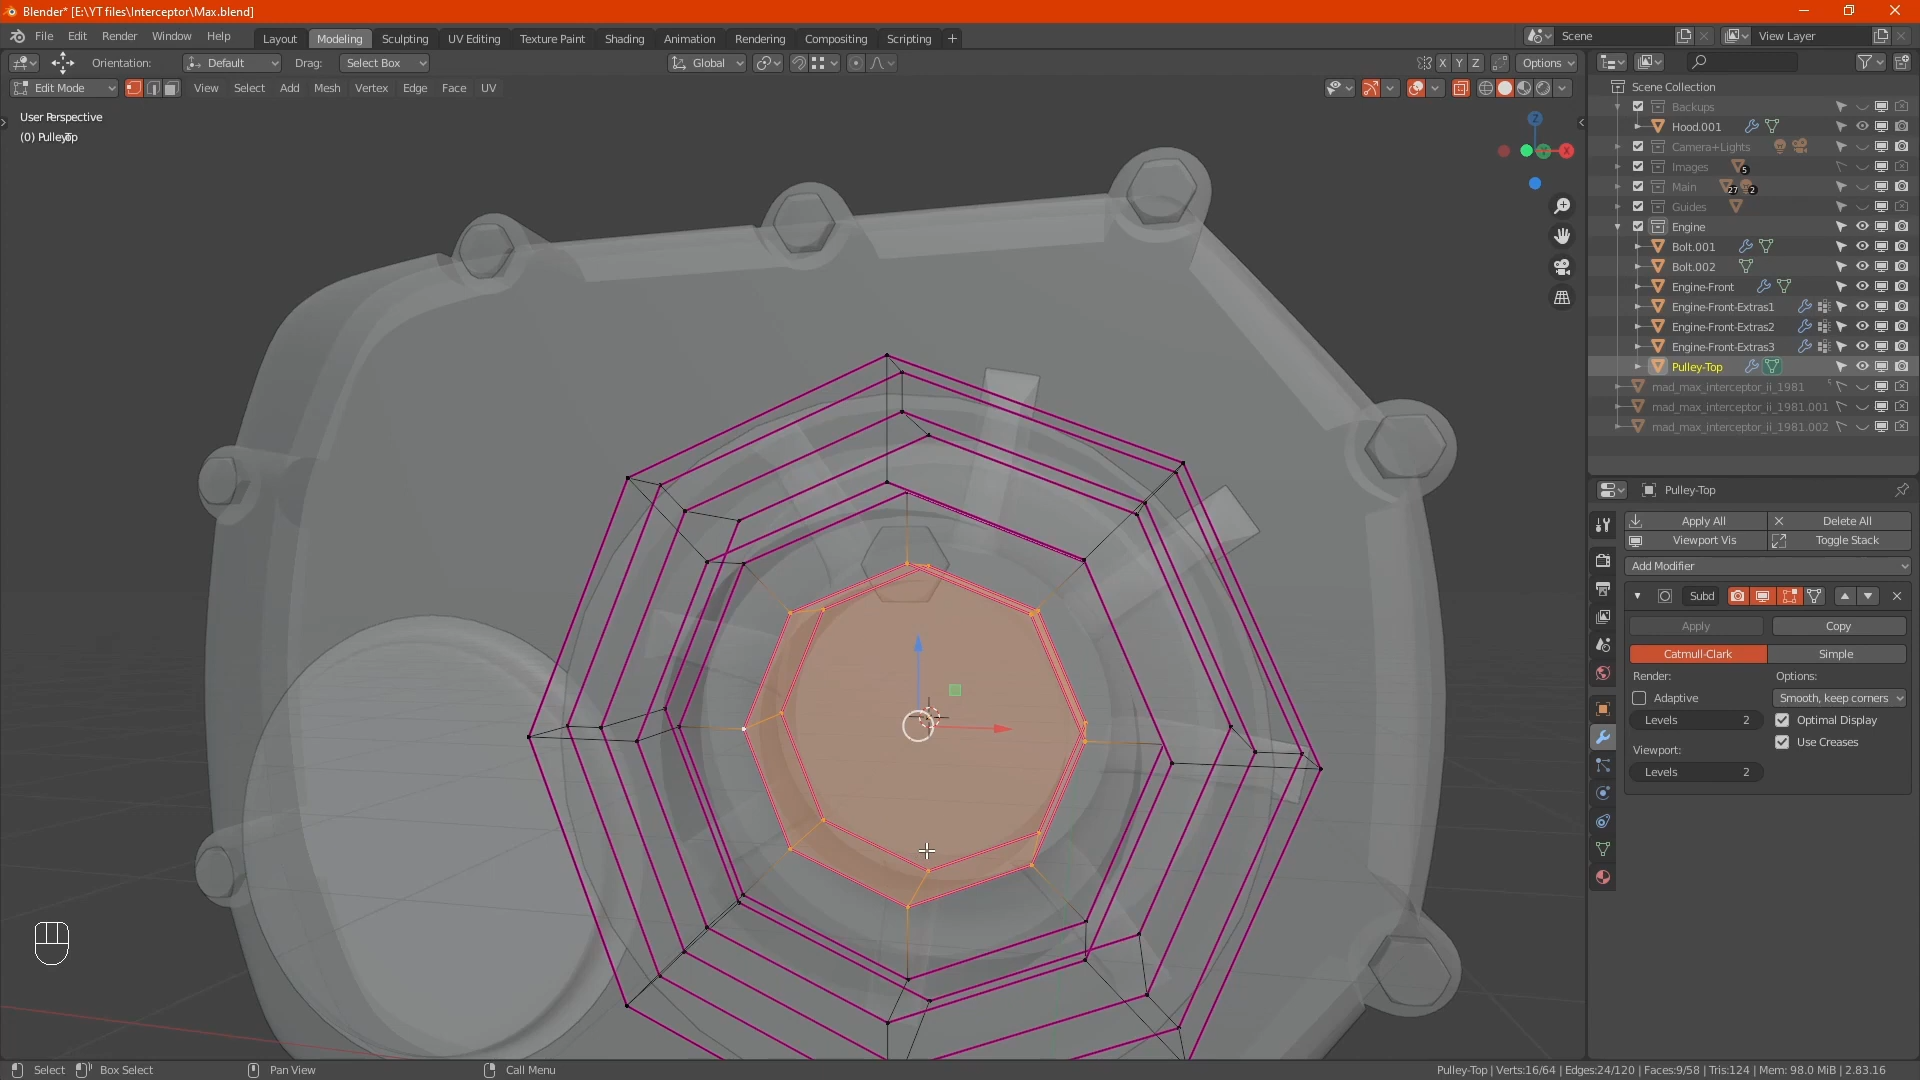 Blender* [E:\YT files\Interceptor\Max.blend]
File Edit Render Window Help Layout Modeling Sculpting UV Editing Texture Paint Shading Animation Rendering Compositing Scripting + Scene View Layer
Orientation: Default Drag: Select Box Global X Y Z Options
Edit Mode View Select Add Mesh Vertex Edge Face UV
User Perspective
(0) Pulley-Top
Z
X
Scene Collection
Backups
Hood.001
Camera+Lights
Images 5
Main 27 2
Guides
Engine
Bolt.001
Bolt.002
Engine-Front
Engine-Front-Extras1
Engine-Front-Extras2
Engine-Front-Extras3
Pulley-Top
mad_max_interceptor_ii_1981
mad_max_interceptor_ii_1981.001
mad_max_interceptor_ii_1981.002
Pulley-Top
Apply All Delete All
Viewport Vis Toggle Stack
Add Modifier
Subd
Apply Copy
Catmull-Clark Simple
Render: Options:
Adaptive Smooth, keep corners
Levels 2 Optimal Display
Viewport: Use Creases
Levels 2
Select Box Select Pan View Call Menu Pulley-Top | Verts:16/64 | Edges:24/120 | Faces:9/58 | Tris:124 | Mem: 98.0 MiB | 2.83.16